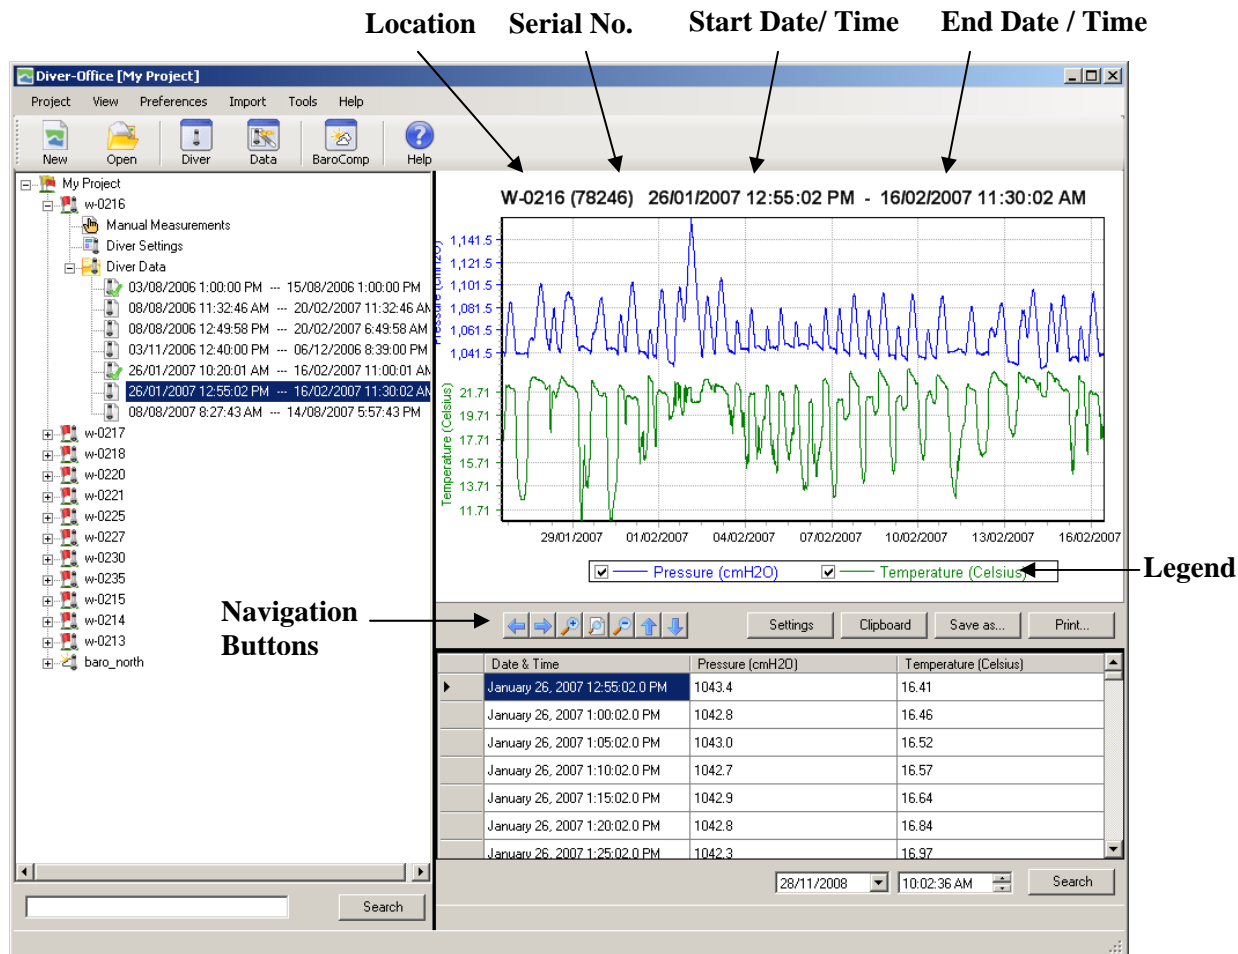 Location Serial No. Start Date/ Time End Date / Time
Diver-Office [My Project]
Project View Preferences Import Tools Help
New Open Diver Data BaroComp Help
My Project
w-0216
Manual Measurements
Diver Settings
Diver Data
03/08/2006 1:00:00 PM --- 15/08/2006 1:00:00 PM
08/08/2006 11:32:46 AM --- 20/02/2007 11:32:46 AM
08/08/2006 12:49:58 PM --- 20/02/2007 6:49:58 AM
03/11/2006 12:40:00 PM --- 06/12/2006 8:39:00 PM
26/01/2007 10:20:01 AM --- 16/02/2007 11:00:01 AM
26/01/2007 12:55:02 PM --- 16/02/2007 11:30:02 AM
08/08/2007 8:27:43 AM --- 14/08/2007 5:57:43 PM
w-0217
w-0218
w-0220
w-0221
w-0225
w-0227
w-0230
w-0235
w-0215
w-0214
w-0213
baro_north
Search
W-0216 (78246) 26/01/2007 12:55:02 PM - 16/02/2007 11:30:02 AM
Pressure (cmH2O)
1,141.5
1,121.5
1,101.5
1,081.5
1,061.5
1,041.5
Temperature (Celsius)
21.71
19.71
17.71
15.71
13.71
11.71
29/01/2007 01/02/2007 04/02/2007 07/02/2007 10/02/2007 13/02/2007 16/02/2007
Pressure (cmH2O) Temperature (Celsius)
Legend
Navigation
Buttons
Settings Clipboard Save as... Print...
Date & Time Pressure (cmH2O) Temperature (Celsius)
January 26, 2007 12:55:02.0 PM 1043.4 16.41
January 26, 2007 1:00:02.0 PM 1042.8 16.46
January 26, 2007 1:05:02.0 PM 1043.0 16.52
January 26, 2007 1:10:02.0 PM 1042.7 16.57
January 26, 2007 1:15:02.0 PM 1042.9 16.64
January 26, 2007 1:20:02.0 PM 1042.8 16.84
January 26, 2007 1:25:02.0 PM 1042.3 16.97
28/11/2008 10:02:36 AM Search